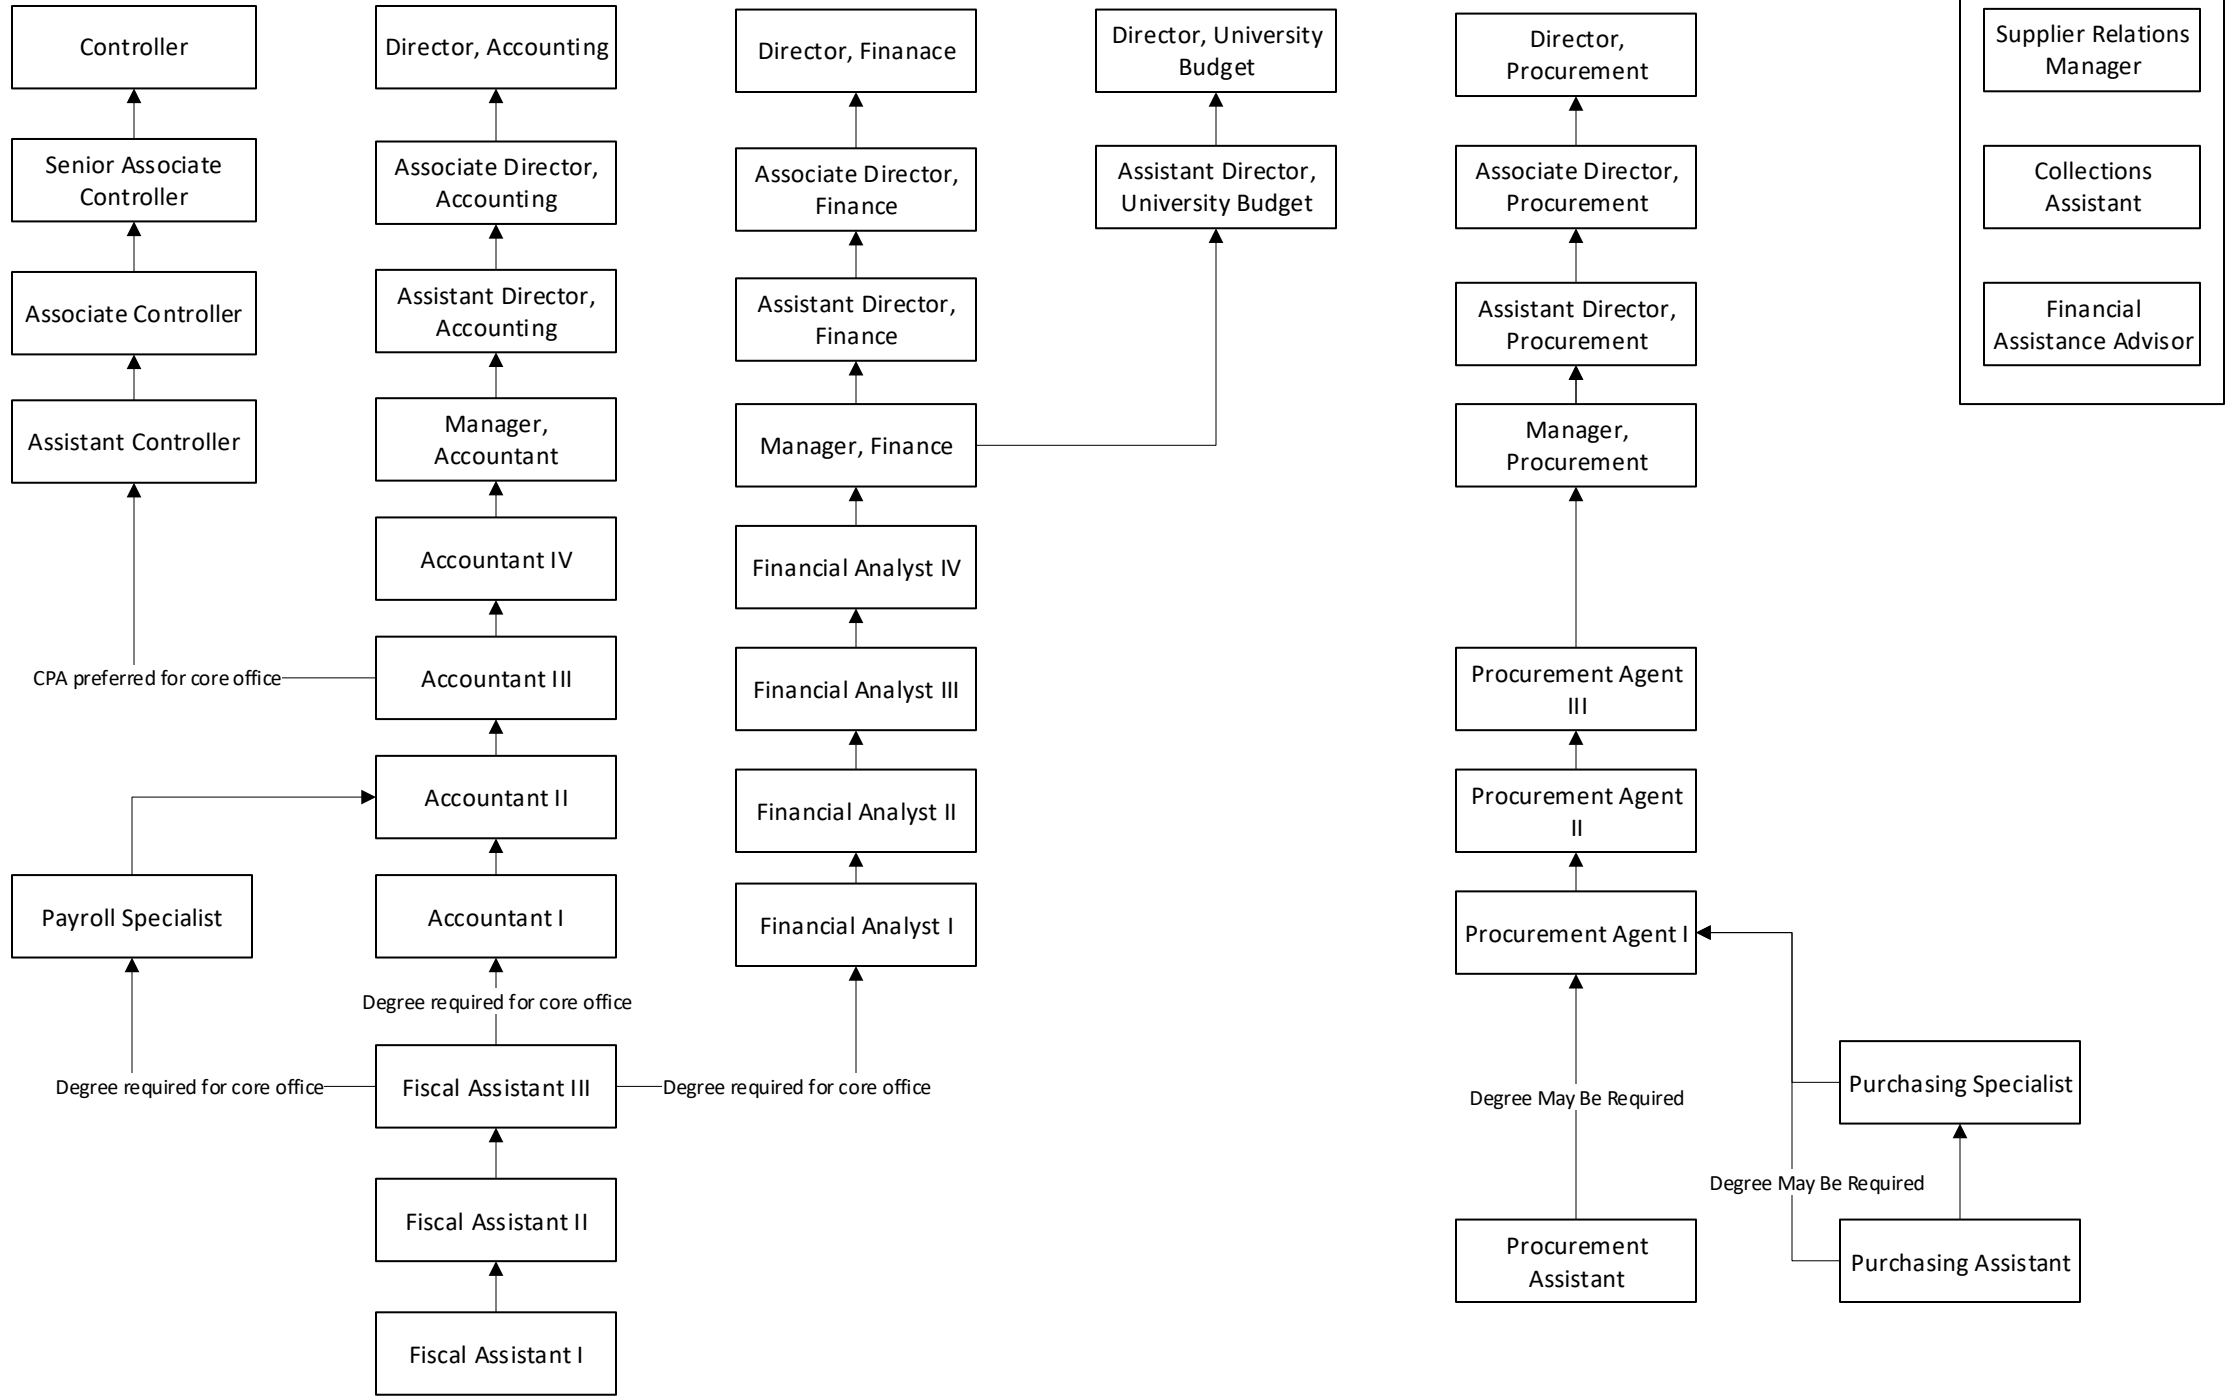 Controller
Director, Accounting
Director, Finanace
Director, University
Budget
Director,
Procurement
Supplier Relations
Manager
Senior Associate
Controller
Associate Director,
Accounting
Associate Director,
Finance
Assistant Director,
University Budget
Associate Director,
Procurement
Collections
Assistant
Associate Controller
Assistant Director,
Accounting
Assistant Director,
Finance
Assistant Director,
Procurement
Financial
Assistance Advisor
Assistant Controller
Manager,
Accountant
Manager, Finance
Manager,
Procurement
Accountant IV
Financial Analyst IV
CPA preferred for core office
Accountant III
Financial Analyst III
Procurement Agent
III
Accountant II
Financial Analyst II
Procurement Agent
II
Payroll Specialist
Accountant I
Financial Analyst I
Procurement Agent I
Degree required for core office
Degree required for core office
Fiscal Assistant III
Degree required for core office
Degree May Be Required
Purchasing Specialist
Degree May Be Required
Fiscal Assistant II
Procurement
Assistant
Purchasing Assistant
Fiscal Assistant I